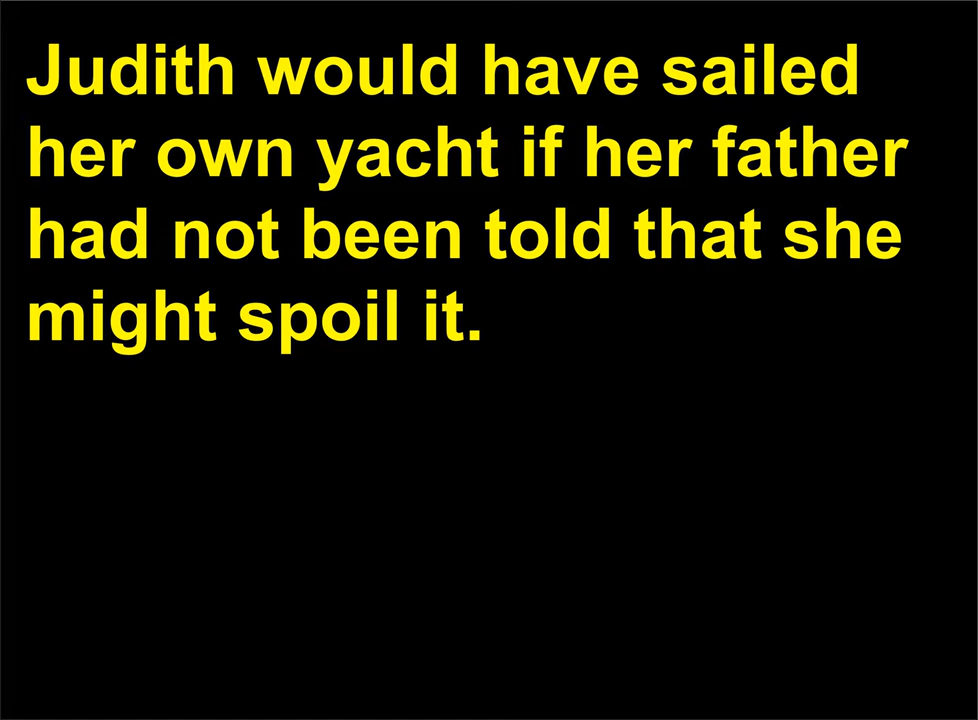 Judith would have sailed
her own yacht if her father
had not been told that she
might spoil it.